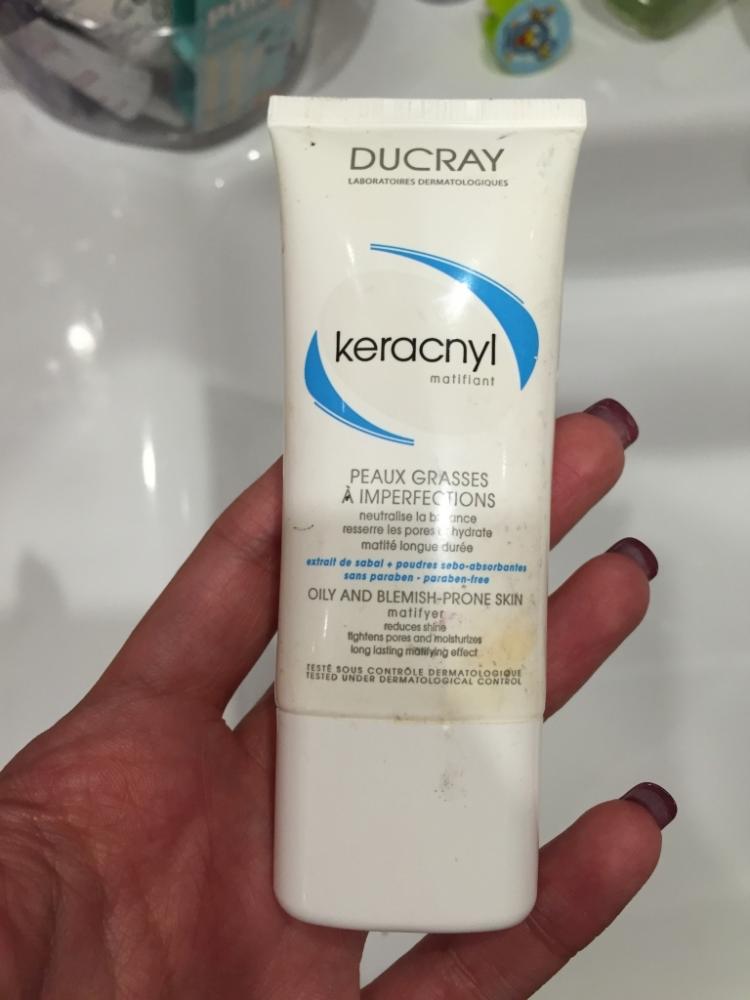 DUCRAY
LABORATOIRES DERMATOLOGIQUES
keracnyl
matifiant
PEAUX GRASSES
À IMPERFECTIONS
neutralise la brillance
resserre les pores et hydrate
matité longue durée
extrait de sabal + poudres sebo-absorbantes
sans paraben - paraben-free
OILY AND BLEMISH-PRONE SKIN
matifyer
reduces shine
tightens pores and moisturizes
long lasting matifying effect
TESTÉ SOUS CONTRÔLE DERMATOLOGIQUE
TESTED UNDER DERMATOLOGICAL CONTROL